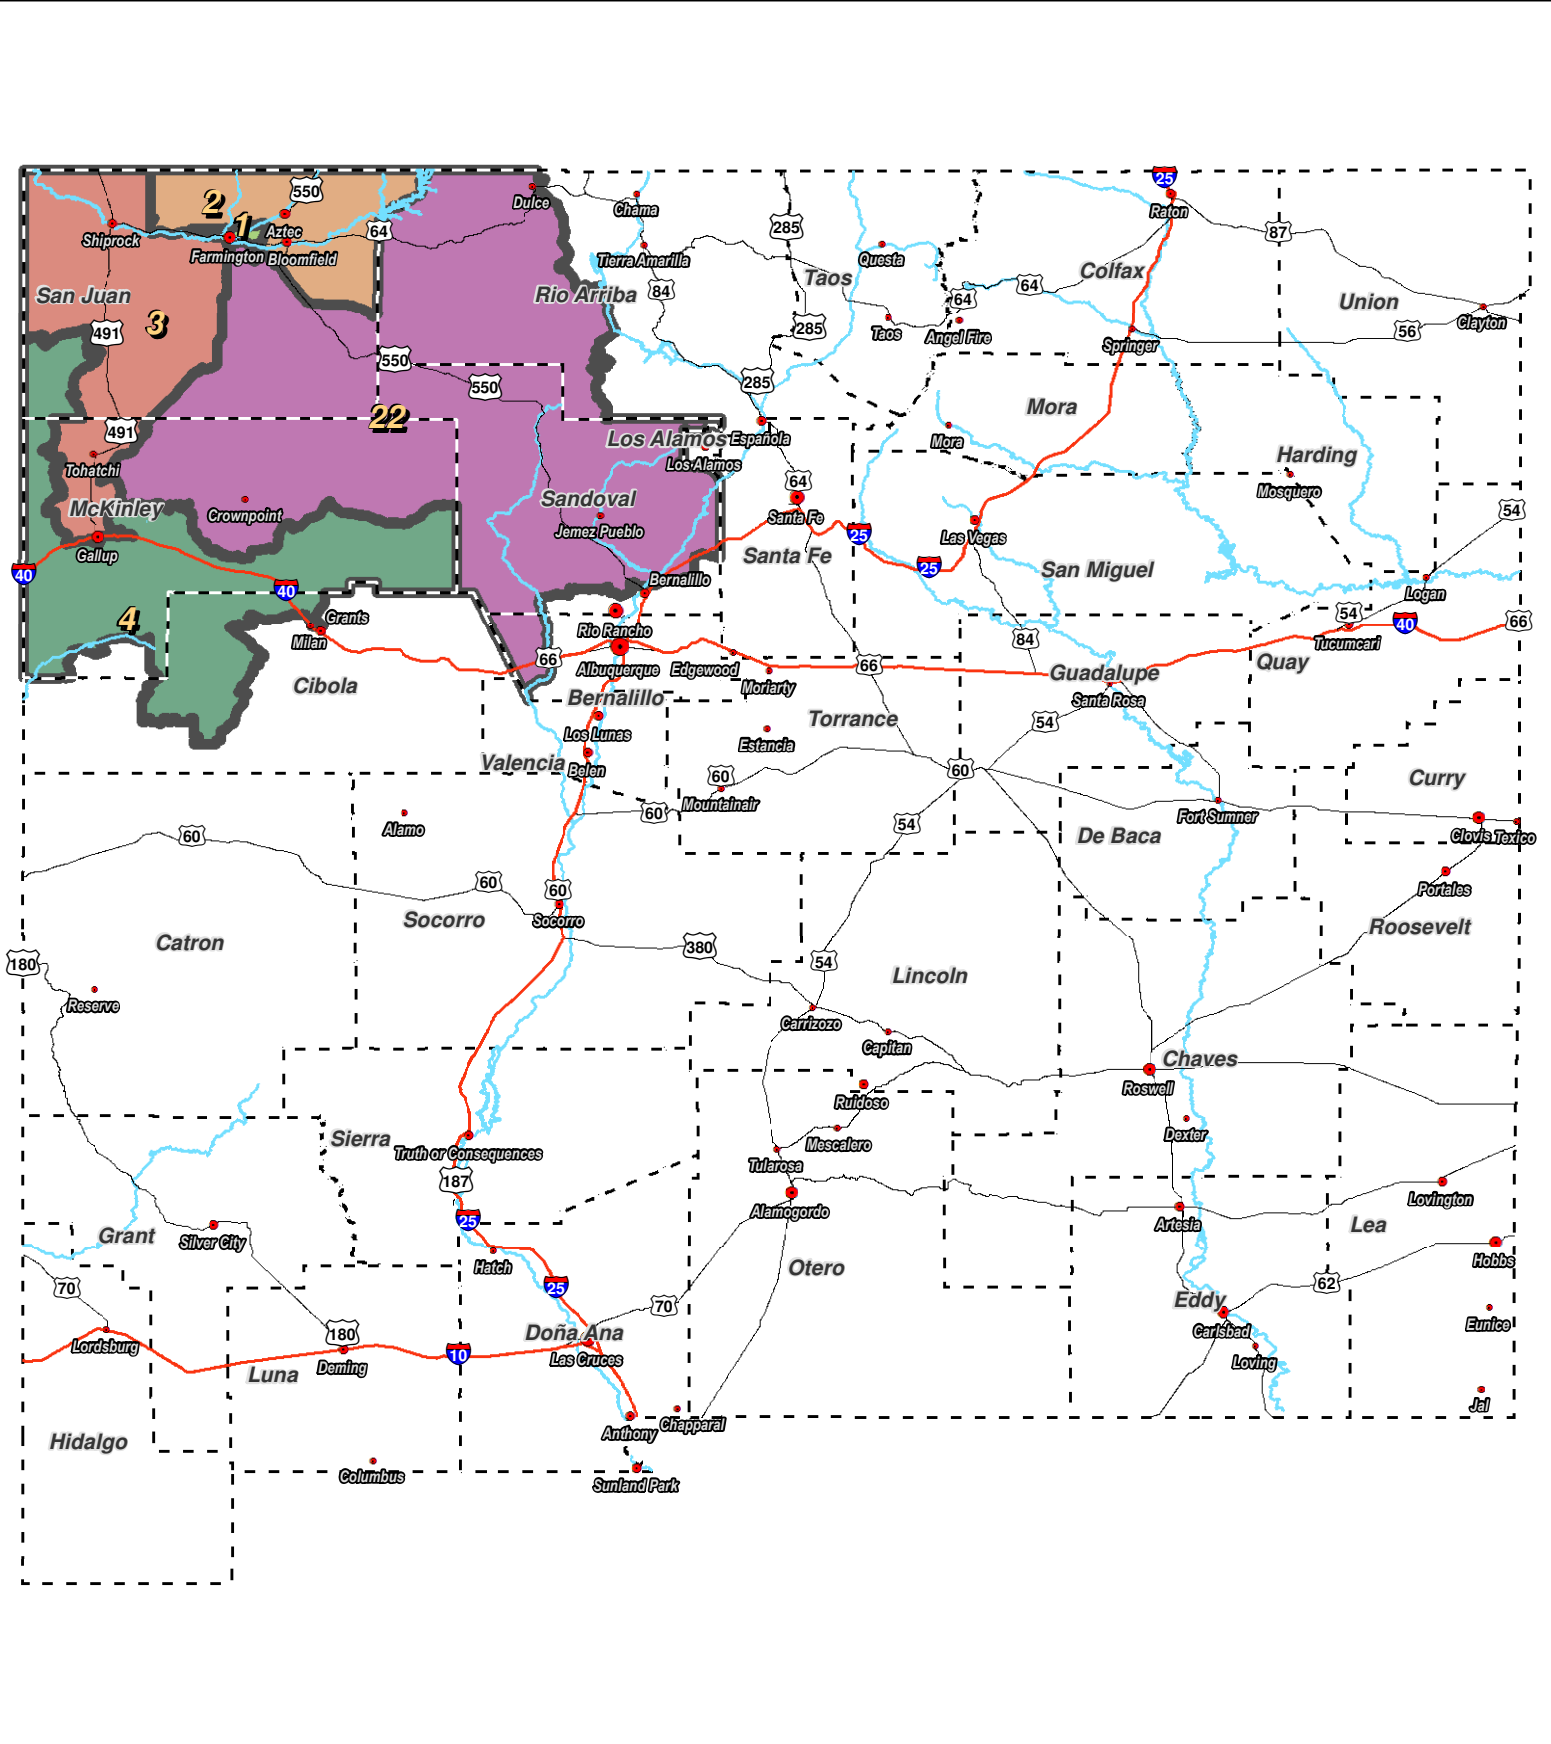 25
Raton
Dulce
Chama
550
2
1
Aztec
64
285
87
Shiprock
Farmington
Bloomfield
Tierra Amarilla
Questa
Colfax
Taos
San Juan
Rio Arriba
84
64
64
Union
3
491
285
Taos
Angel Fire
Springer
56
Clayton
550
550
285
22
Mora
491
Los Alamos
Española
Mora
Los Alamos
Harding
Tohatchi
64
Mosquero
McKinley
Crownpoint
Sandoval
Jemez Pueblo
Santa Fe
54
Gallup
Santa Fe
25
Las Vegas
40
25
San Miguel
40
Bernalillo
Logan
4
Grants
Milan
Rio Rancho
84
54
Tucumcari
40
66
66
Albuquerque
Edgewood
66
Quay
Guadalupe
Cibola
Moriarty
Bernalillo
Santa Rosa
Los Lunas
Torrance
54
Estancia
Valencia
Belen
60
60
Curry
Mountainair
60
Alamo
54
Fort Sumner
60
De Baca
Clovis
Texico
60
60
Portales
Socorro
Socorro
Roosevelt
Catron
380
180
54
Lincoln
Reserve
Carrizozo
Capitan
Chaves
Roswell
Ruidoso
Sierra
Truth or Consequences
Mescalero
Dexter
Tularosa
187
Alamogordo
Lovington
25
Artesia
Lea
Grant
Silver City
Hatch
Otero
Hobbs
70
25
62
70
Eddy
180
Doña Ana
Carlsbad
Eunice
Lordsburg
10
Las Cruces
Loving
Luna
Deming
Jal
Chapparal
Anthony
Hidalgo
Columbus
Sunland Park